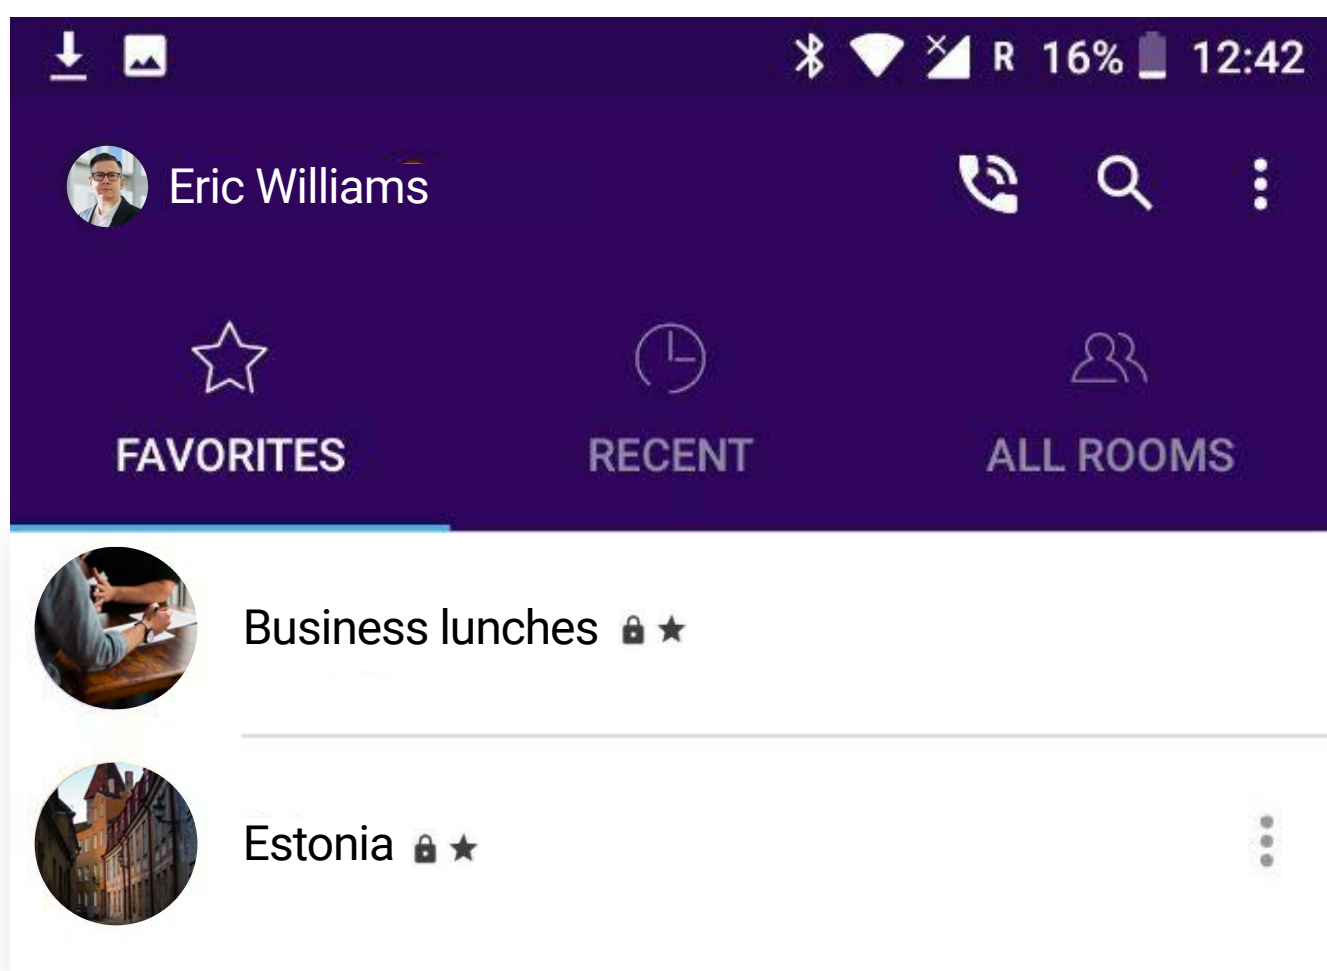 R 16% 12:42
Eric Williams
FAVORITES RECENT ALL ROOMS
Business lunches
Estonia